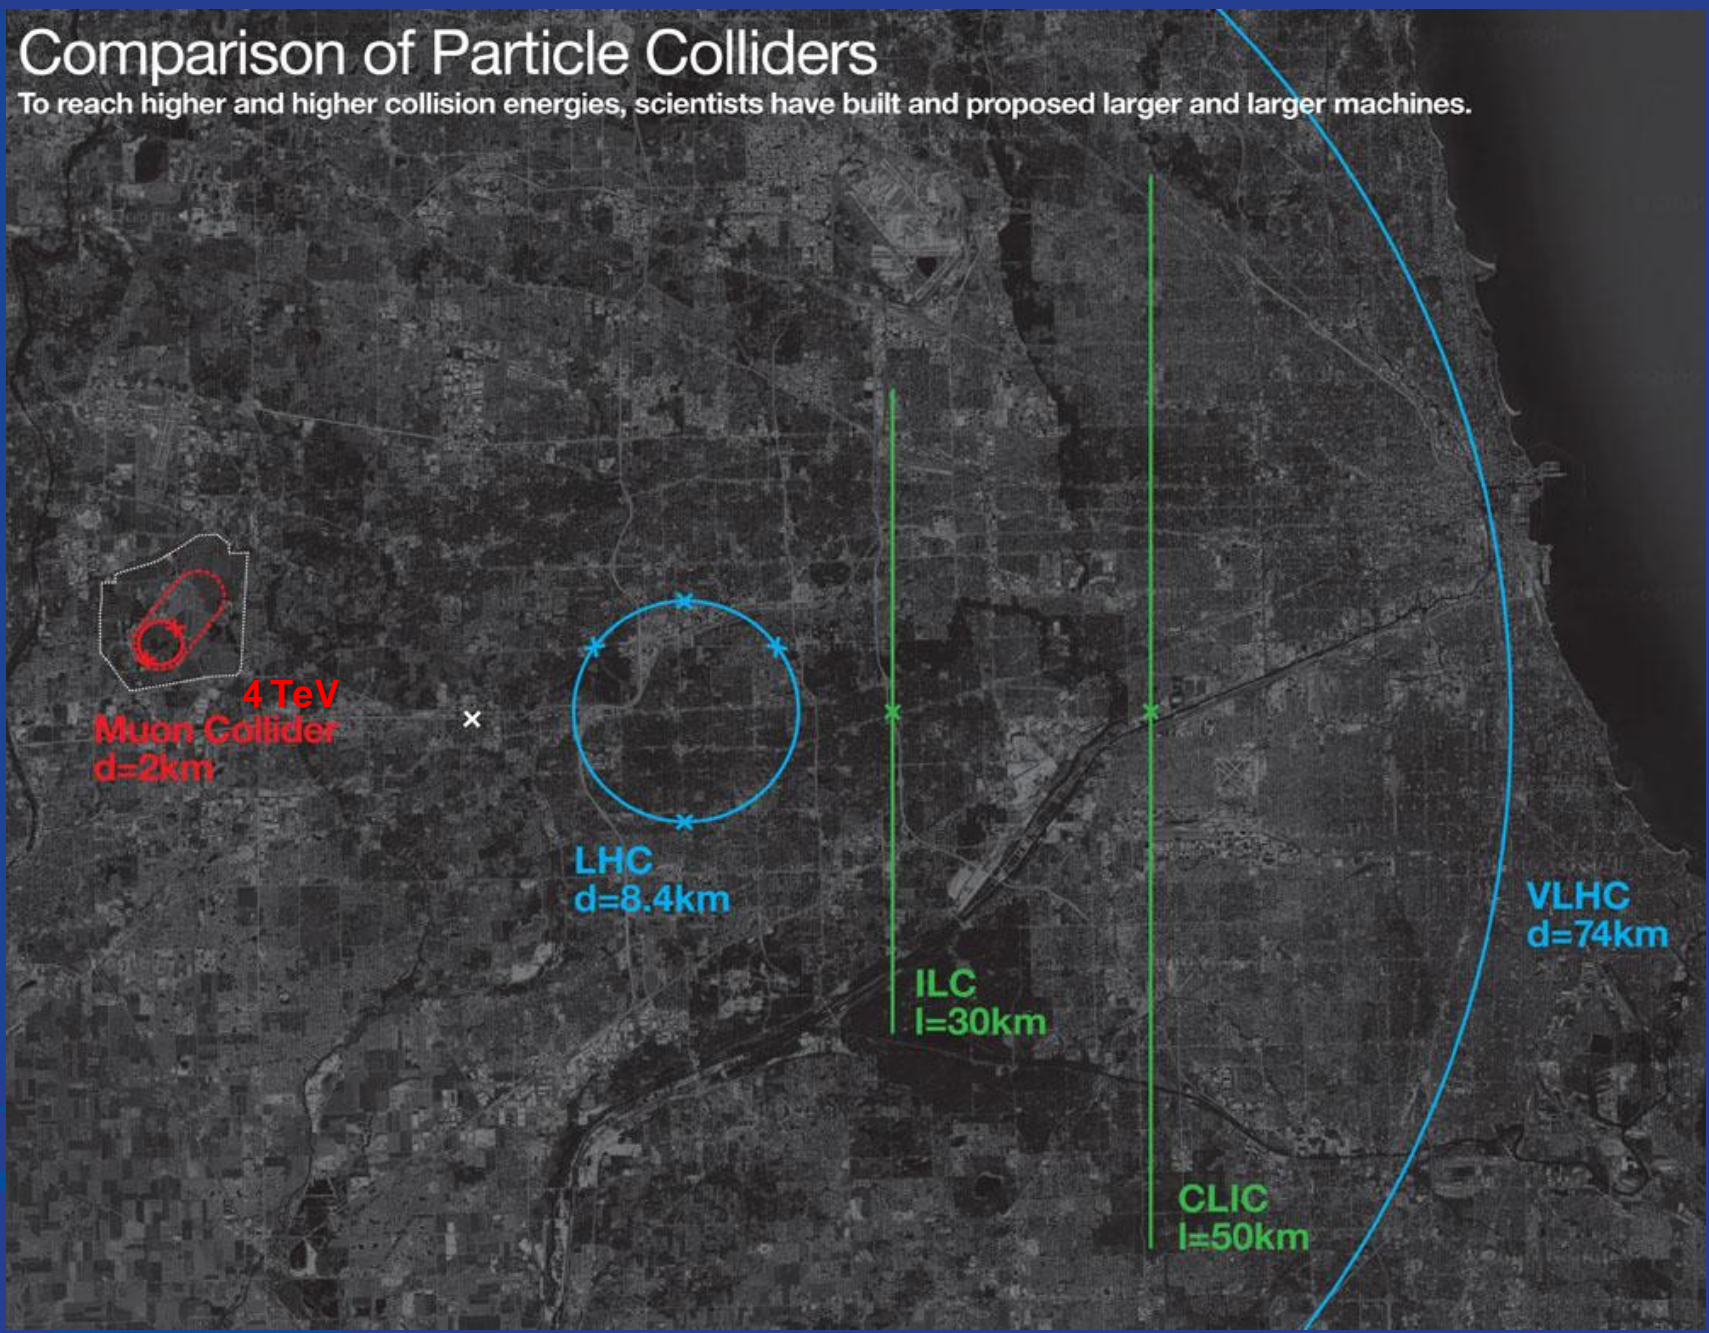 Comparison of Particle Colliders
To reach higher and higher collision energies, scientists have built and proposed larger and larger machines.
4 TeV
Muon Collider
d=2km
LHC
d=8.4km
ILC
l=30km
CLIC
l=50km
VLHC
d=74km